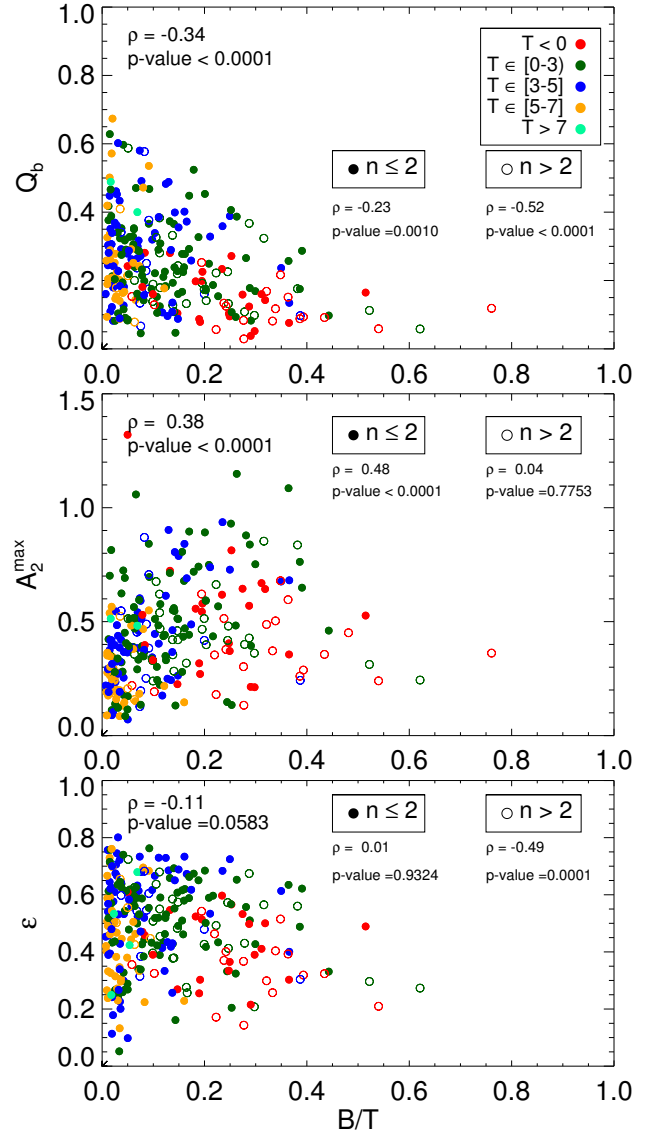 1.0
ρ = -0.34
p-value < 0.0001
T < 0
T ∈ [0-3)
T ∈ [3-5]
T ∈ [5-7]
T > 7
0.8
0.6
n ≤ 2
n > 2
Q_b
0.4
ρ = -0.23
ρ = -0.52
p-value =0.0010
p-value < 0.0001
0.2
0.0
0.0 0.2 0.4 0.6 0.8 1.0
1.5
ρ = 0.38
p-value < 0.0001
n ≤ 2
n > 2
ρ = 0.48
ρ = 0.04
p-value < 0.0001
p-value =0.7753
1.0
A_2^max
0.5
0.0
0.0 0.2 0.4 0.6 0.8 1.0
1.0
ρ = -0.11
p-value =0.0583
n ≤ 2
n > 2
0.8
ρ = 0.01
ρ = -0.49
p-value =0.9324
p-value =0.0001
0.6
ε
0.4
0.2
0.0
0.0 0.2 0.4 0.6 0.8 1.0
B/T